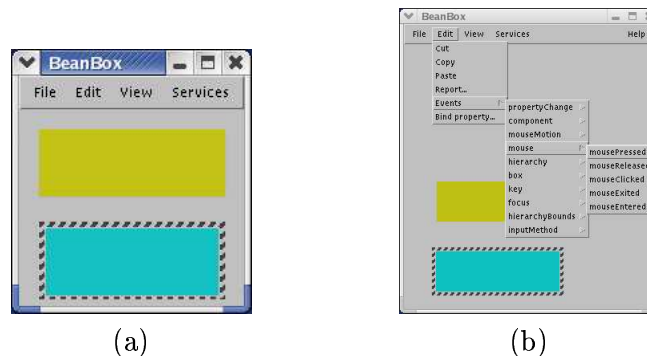 BeanBox
File Edit View Services
(a)
BeanBox
File Edit View Services Help
Cut
Copy
Paste
Report...
Events
Bind property...
propertyChange
component
mouseMotion
mouse
hierarchy
box
key
focus
hierarchyBounds
inputMethod
mousePressed
mouseReleased
mouseClicked
mouseExited
mouseEntered
(b)